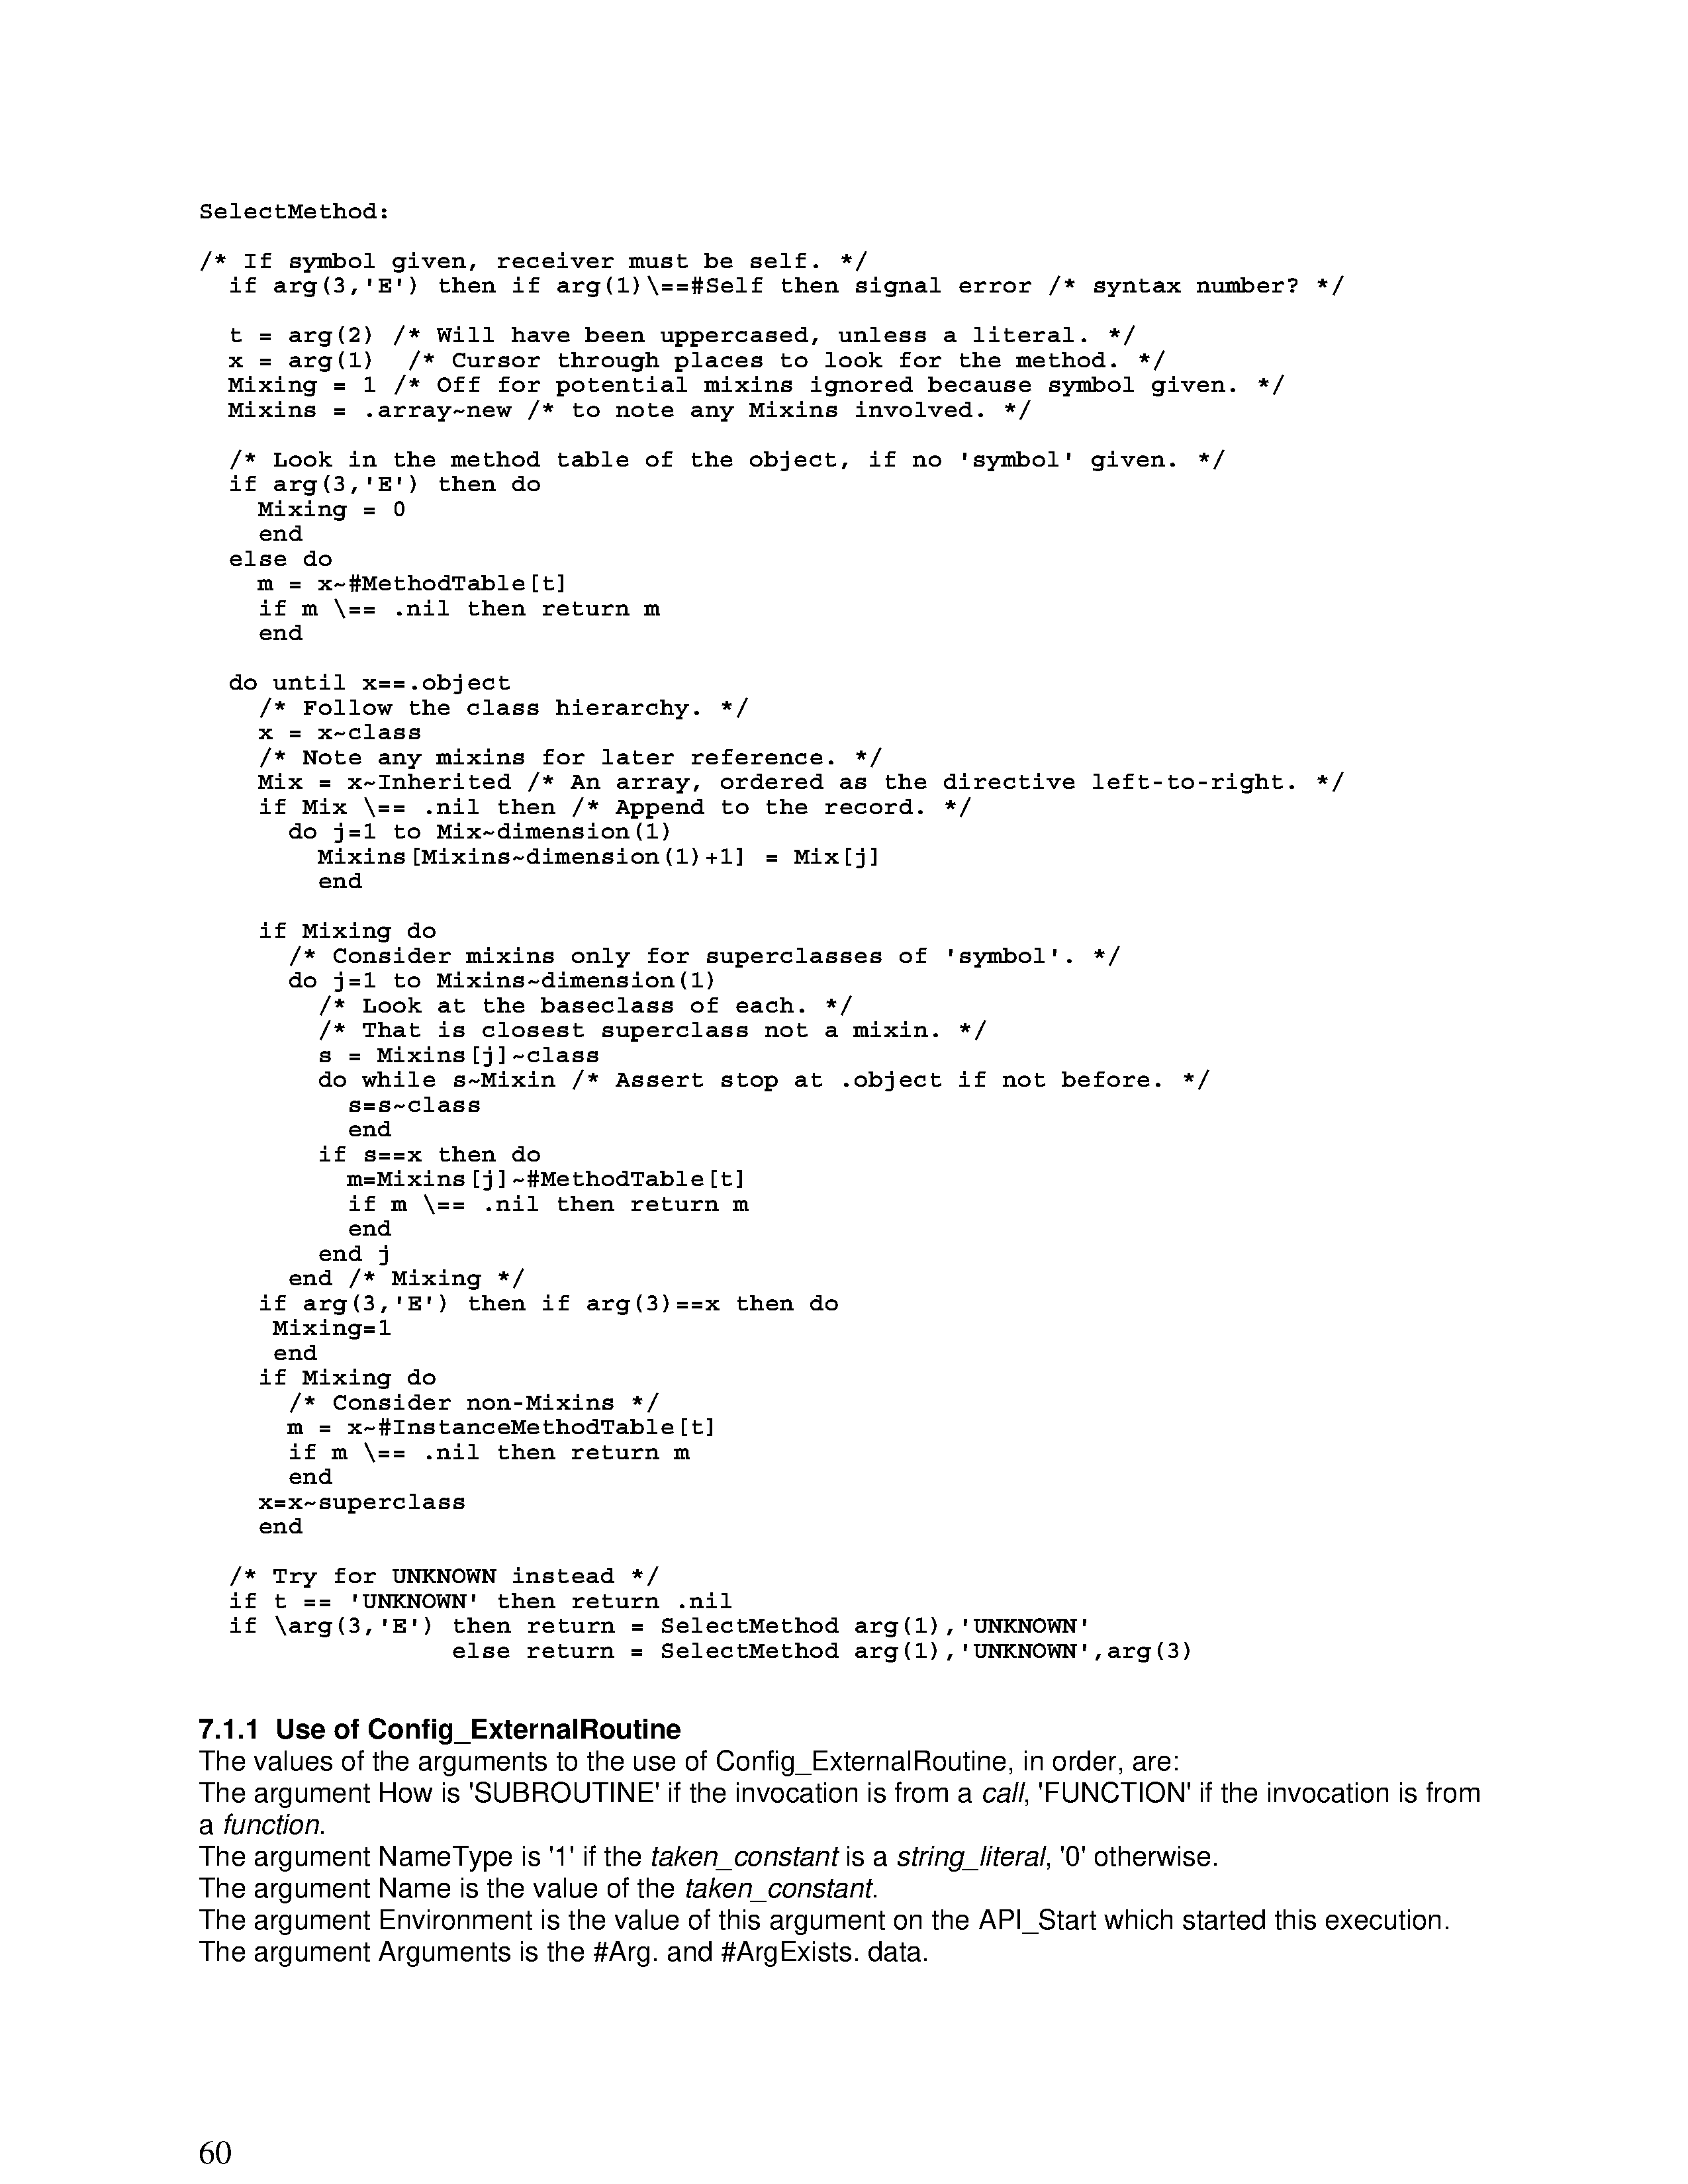 SelectMethod:
/* If symbol given, receiver must be self. */
if arg(3,'E') then if arg(1)\==#Self then signal error /* syntax number? */
t = arg(2) /* Will have been uppercased, unless a literal. */
x = arg(1)  /* Cursor through places to look for the method. */
Mixing = 1 /* Off for potential mixins ignored because symbol given. */
Mixins = .array~new /* to note any Mixins involved. */
/* Look in the method table of the object, if no 'symbol' given. */
if arg(3,'E') then do
Mixing = 0
end
else do
m = x~#MethodTable[t]
if m \== .nil then return m
end
do until x==.object
/* Follow the class hierarchy. */
x = x~class
/* Note any mixins for later reference. */
Mix = x~Inherited /* An array, ordered as the directive left-to-right. */
if Mix \== .nil then /* Append to the record. */
do j=1 to Mix~dimension(1)
Mixins[Mixins~dimension(1)+1] = Mix[j]
end
if Mixing do
/* Consider mixins only for superclasses of 'symbol'. */
do j=1 to Mixins~dimension(1)
/* Look at the baseclass of each. */
/* That is closest superclass not a mixin. */
s = Mixins[j]~class
do while s~Mixin /* Assert stop at .object if not before. */
s=s~class
end
if s==x then do
m=Mixins[j]~#MethodTable[t]
if m \== .nil then return m
end
end j
end /* Mixing */
if arg(3,'E') then if arg(3)==x then do
Mixing=1
end
if Mixing do
/* Consider non-Mixins */
m = x~#InstanceMethodTable[t]
if m \== .nil then return m
end
x=x~superclass
end
/* Try for UNKNOWN instead */
if t == 'UNKNOWN' then return .nil
if \arg(3,'E') then return = SelectMethod arg(1),'UNKNOWN'
else return = SelectMethod arg(1),'UNKNOWN',arg(3)
7.1.1 Use of Config_ExternalRoutine
The values of the arguments to the use of Config_ExternalRoutine, in order, are:
The argument How is 'SUBROUTINE' if the invocation is from a call, 'FUNCTION' if the invocation is from
a function.
The argument NameType is '1' if the taken_constant is a string_literal, '0' otherwise.
The argument Name is the value of the taken_constant.
The argument Environment is the value of this argument on the API_Start which started this execution.
The argument Arguments is the #Arg. and #ArgExists. data.
60